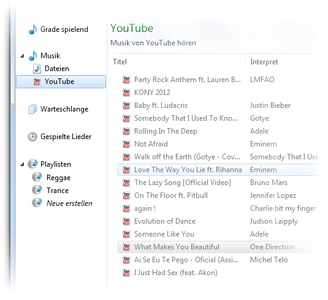 Grade spielend
Musik
Dateien
YouTube
Warteschlange
Gespielte Lieder
Playlisten
Reggae
Trance
Neue erstellen
YouTube
Musik von YouTube hören
Titel Interpret
Party Rock Anthem ft. Lauren B... LMFAO
KONY 2012
Baby ft. Ludacris Justin Bieber
Somebody That I Used To Kno... Gotye
Rolling In The Deep Adele
Not Afraid Eminem
Walk off the Earth (Gotye - Cov... Somebody That I Used
Love The Way You Lie ft. Rihanna Eminem
The Lazy Song [Official Video] Bruno Mars
On The Floor ft. Pitbull Jennifer Lopez
again ! Charlie bit my finger
Evolution of Dance Judson Laipply
Someone Like You Adele
What Makes You Beautiful One Direction
Ai Se Eu Te Pego - Oficial (Assi... Michel Teló
I Just Had Sex (feat. Akon)